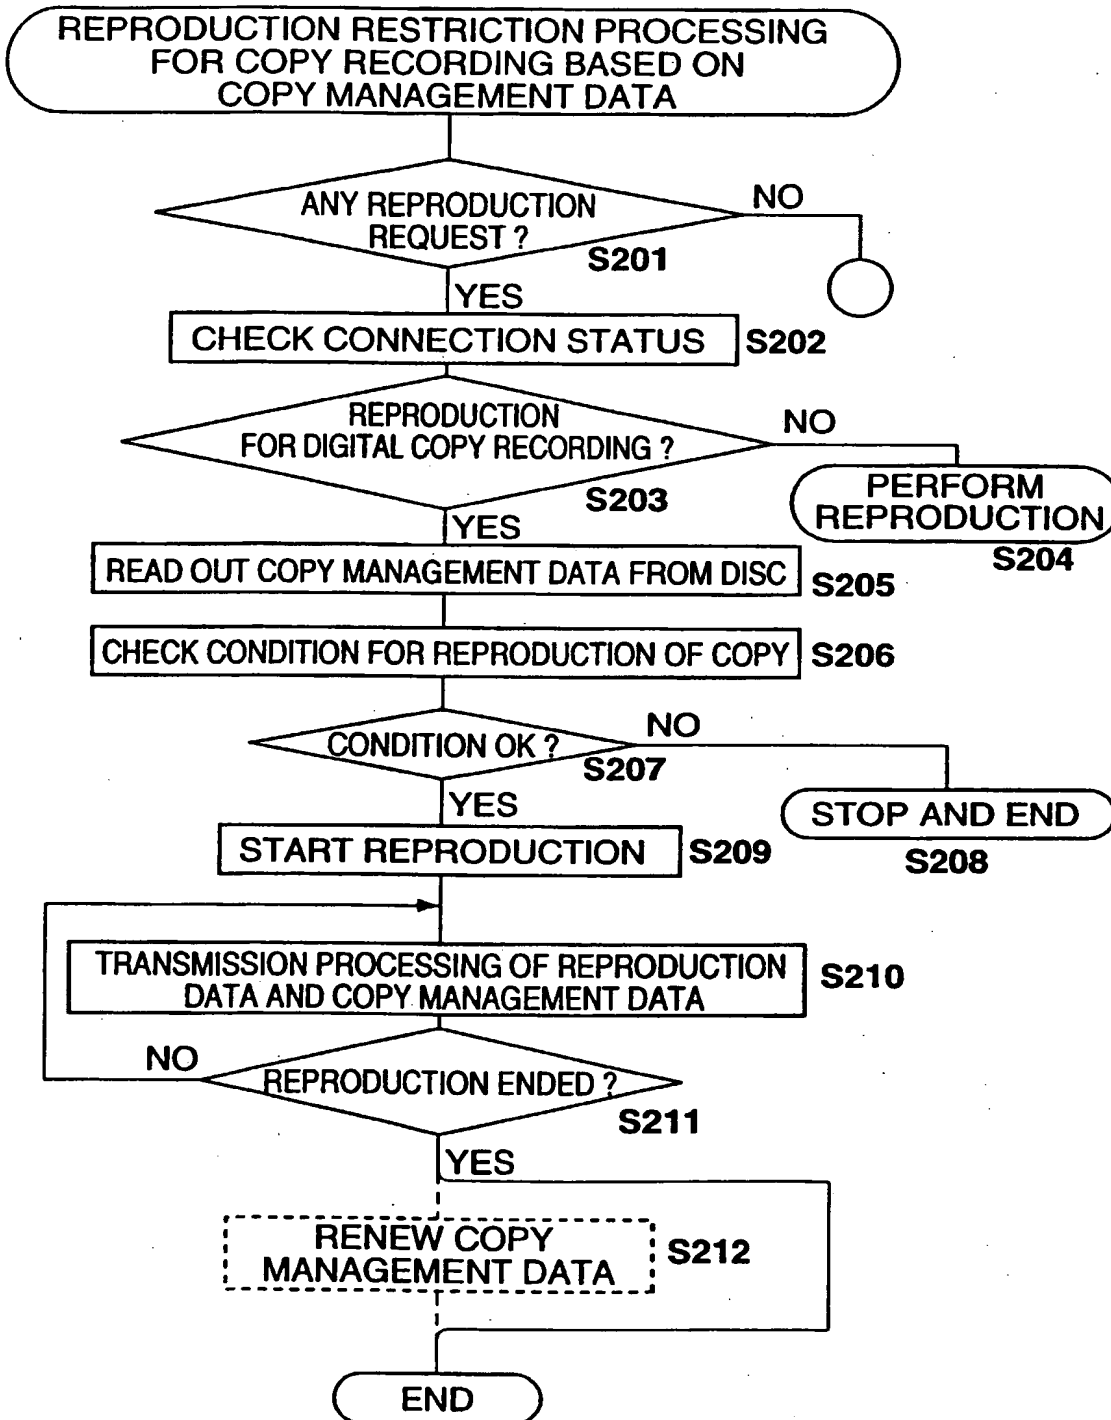 REPRODUCTION RESTRICTION PROCESSING
FOR COPY RECORDING BASED ON
COPY MANAGEMENT DATA
ANY REPRODUCTION
REQUEST ?
S201
NO
YES
CHECK CONNECTION STATUS
S202
REPRODUCTION
FOR DIGITAL COPY RECORDING ?
S203
NO
PERFORM
REPRODUCTION
S204
YES
READ OUT COPY MANAGEMENT DATA FROM DISC
S205
CHECK CONDITION FOR REPRODUCTION OF COPY
S206
CONDITION OK ?
S207
NO
STOP AND END
S208
YES
START REPRODUCTION
S209
TRANSMISSION PROCESSING OF REPRODUCTION
DATA AND COPY MANAGEMENT DATA
S210
NO
REPRODUCTION ENDED ?
S211
YES
RENEW COPY
MANAGEMENT DATA
S212
END